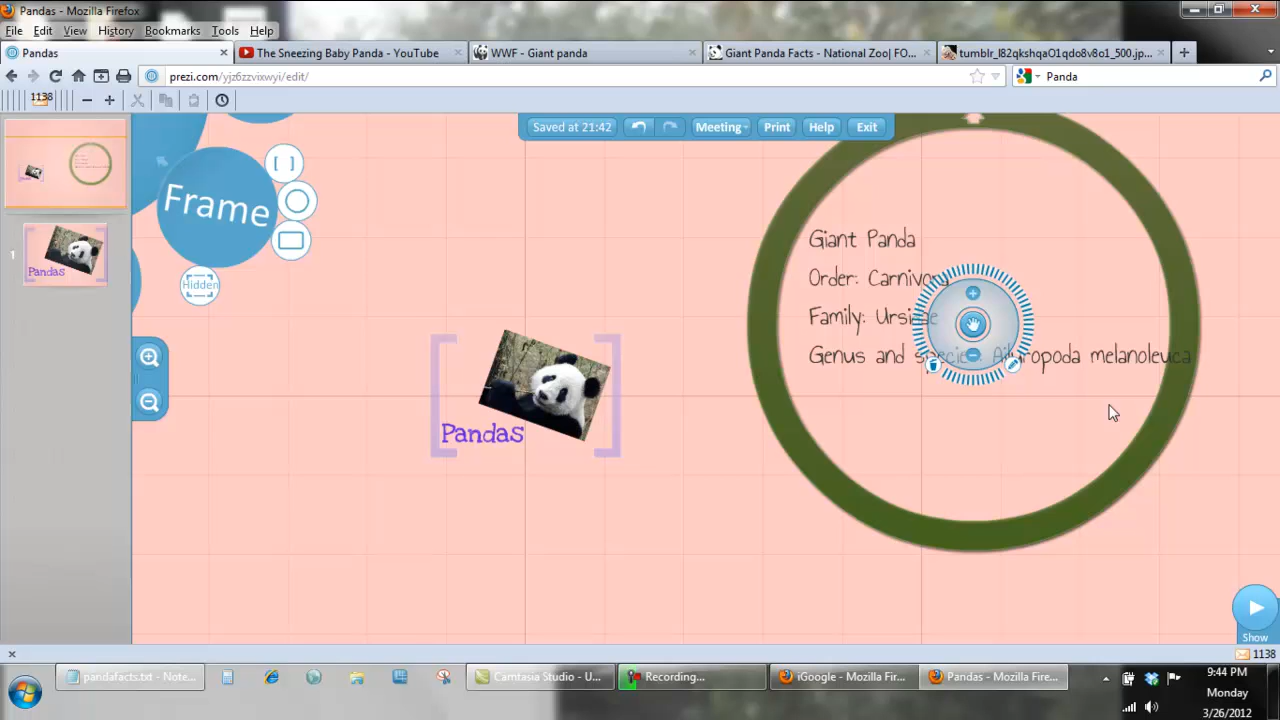 Pandas - Mozilla Firefox
File Edit View History Bookmarks Tools Help
Pandas
The Sneezing Baby Panda - YouTube
WWF - Giant panda
Giant Panda Facts - National Zoo| FO...
tumblr_l82qkshqaO1qdo8v8o1_500.jp...
prezi.com/yjz6zzvixwyi/edit/
Panda
1138
Saved at 21:42
Meeting
Print
Help
Exit
Frame
[ ]
Hidden
1
Pandas
Giant Panda
Order: Carnivora
Family: Ursidae
Genus and species: Ailuropoda melanoleuca
Pandas
Show
1138
pandafacts.txt - Note...
Camtasia Studio - U...
Recording...
iGoogle - Mozilla Fir...
Pandas - Mozilla Fire...
9:44 PM
Monday
3/26/2012